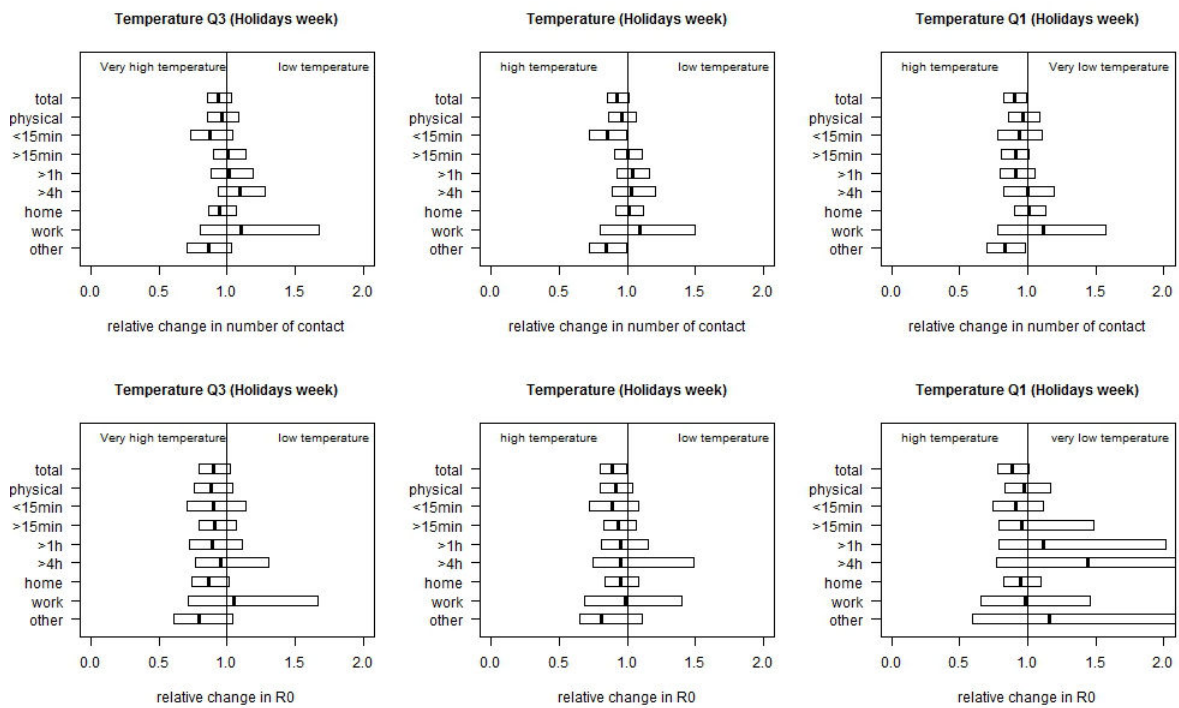 Temperature Q3 (Holidays week)
Very high temperature
low temperature
total
physical
<15min
>15min
>1h
>4h
home
work
other
0.0 0.5 1.0 1.5 2.0
relative change in number of contact
Temperature (Holidays week)
high temperature
low temperature
total
physical
<15min
>15min
>1h
>4h
home
work
other
0.0 0.5 1.0 1.5 2.0
relative change in number of contact
Temperature Q1 (Holidays week)
high temperature
Very low temperature
total
physical
<15min
>15min
>1h
>4h
home
work
other
0.0 0.5 1.0 1.5 2.0
relative change in number of contact
Temperature Q3 (Holidays week)
Very high temperature
low temperature
total
physical
<15min
>15min
>1h
>4h
home
work
other
0.0 0.5 1.0 1.5 2.0
relative change in R0
Temperature (Holidays week)
high temperature
low temperature
total
physical
<15min
>15min
>1h
>4h
home
work
other
0.0 0.5 1.0 1.5 2.0
relative change in R0
Temperature Q1 (Holidays week)
high temperature
very low temperature
total
physical
<15min
>15min
>1h
>4h
home
work
other
0.0 0.5 1.0 1.5 2.0
relative change in R0